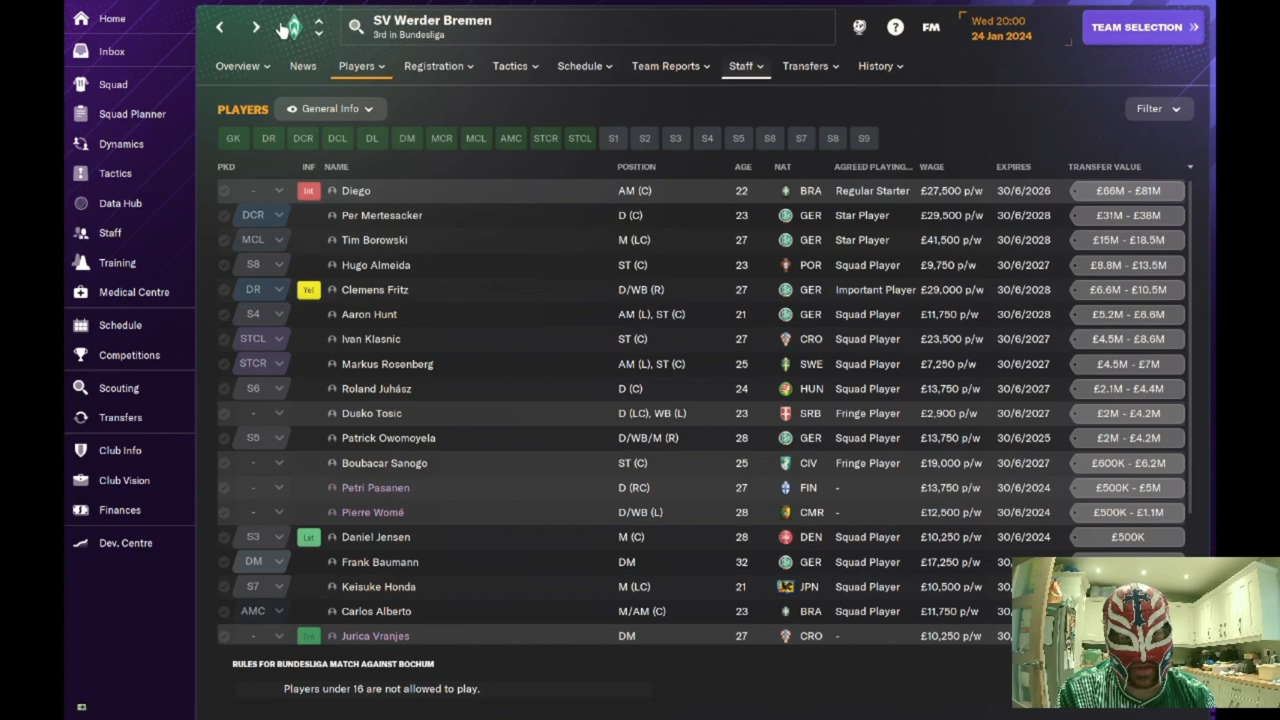 Home
SV Werder Bremen
3rd in Bundesliga
FM
Wed 20:00
24 Jan 2024
TEAM SELECTION
Inbox
Overview News Players Registration Tactics Schedule Team Reports Staff Transfers History
Squad
Squad Planner
Dynamics
Tactics
Data Hub
Staff
Training
Medical Centre
Schedule
Competitions
Scouting
Transfers
Club Info
Club Vision
Finances
Dev. Centre
PLAYERS General Info Filter
GK DR DCR DCL DL DM MCR MCL AMC STCR STCL S1 S2 S3 S4 S5 S6 S7 S8 S9
PKD INF NAME POSITION AGE NAT AGREED PLAYING... WAGE EXPIRES TRANSFER VALUE
- Int Diego AM (C) 22 BRA Regular Starter £27,500 p/w 30/6/2026 £66M - £81M
DCR Per Mertesacker D (C) 23 GER Star Player £29,500 p/w 30/6/2028 £31M - £38M
MCL Tim Borowski M (LC) 27 GER Star Player £41,500 p/w 30/6/2028 £15M - £18.5M
S8 Hugo Almeida ST (C) 23 POR Squad Player £9,750 p/w 30/6/2027 £8.8M - £13.5M
DR Yel Clemens Fritz D/WB (R) 27 GER Important Player £29,000 p/w 30/6/2028 £6.6M - £10.5M
S4 Aaron Hunt AM (L), ST (C) 21 GER Squad Player £11,750 p/w 30/6/2028 £5.2M - £6.6M
STCL Ivan Klasnic ST (C) 27 CRO Squad Player £23,500 p/w 30/6/2027 £4.5M - £8.6M
STCR Markus Rosenberg AM (L), ST (C) 25 SWE Squad Player £7,250 p/w 30/6/2027 £4.5M - £7M
S6 Roland Juhász D (C) 24 HUN Squad Player £13,750 p/w 30/6/2027 £2.1M - £4.4M
- Dusko Tosic D (LC), WB (L) 23 SRB Fringe Player £2,900 p/w 30/6/2027 £2M - £4.2M
S5 Patrick Owomoyela D/WB/M (R) 28 GER Squad Player £13,750 p/w 30/6/2025 £2M - £4.2M
- Boubacar Sanogo ST (C) 25 CIV Fringe Player £19,000 p/w 30/6/2027 £600K - £6.2M
- Petri Pasanen D (RC) 27 FIN - £13,750 p/w 30/6/2024 £500K - £5M
- Pierre Womé D/WB (L) 28 CMR - £12,500 p/w 30/6/2024 £500K - £1.1M
S3 Lst Daniel Jensen M (C) 28 DEN Squad Player £10,250 p/w 30/6/2024 £500K
DM Frank Baumann DM 32 GER Squad Player £17,250 p/w 30
S7 Keisuke Honda M (LC) 21 JPN Squad Player £10,500 p/w 30
AMC Carlos Alberto M/AM (C) 23 BRA Squad Player £11,750 p/w 30
- Jurica Vranjes DM 27 CRO - £10,250 p/w 30
RULES FOR BUNDESLIGA MATCH AGAINST BOCHUM
Players under 16 are not allowed to play.